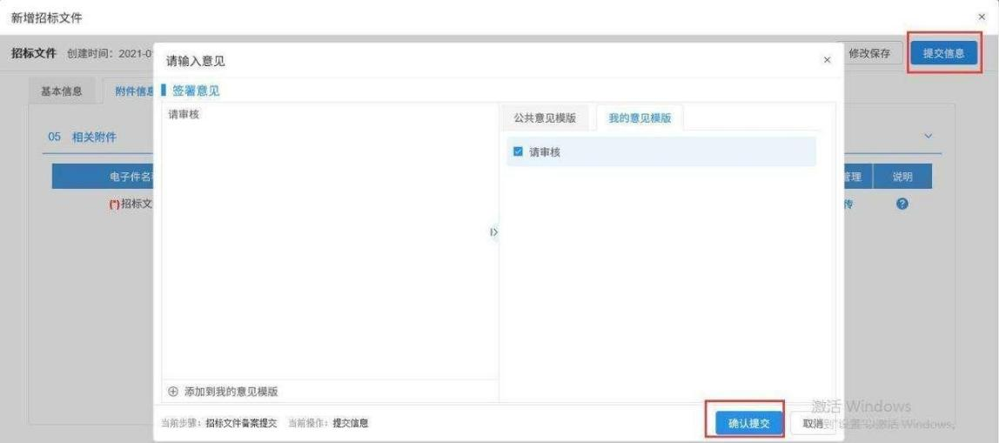 新增招标文件
×
招标文件 创建时间：2021-0
修改保存
提交信息
请输入意见
×
基本信息
附件信息
签署意见
请审核
公共意见模版
我的意见模版
请审核
05 相关附件
电子件名
管理
说明
(*)招标文
传
添加到我的意见模版
当前步骤：招标文件备案提交 当前操作：提交信息
确认提交
取消
激活 Windows
到"设置"以激活 Windows。